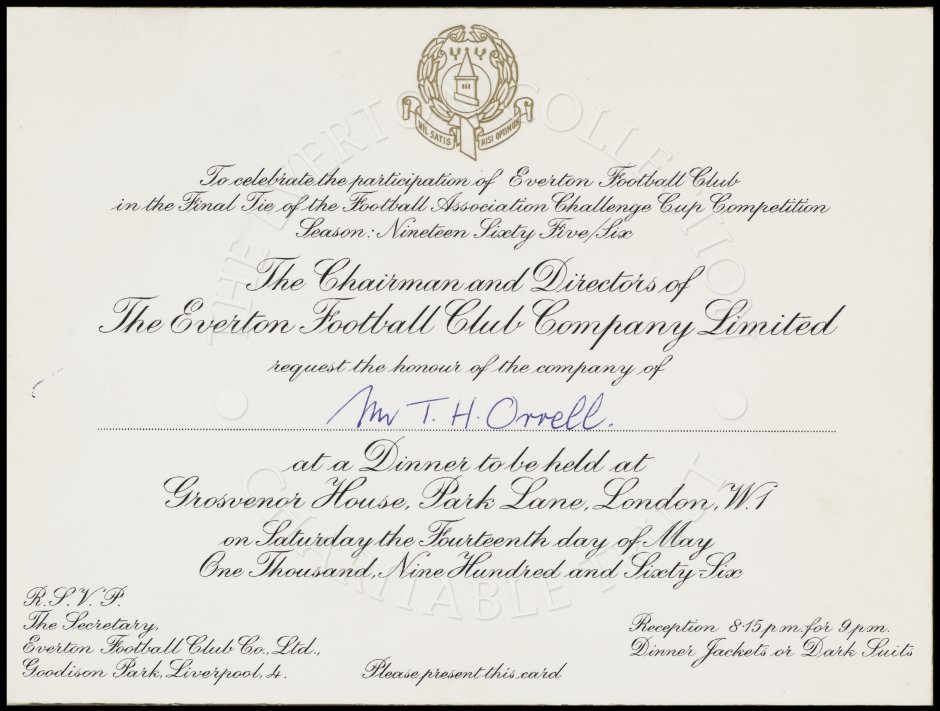 NIL SATIS NISI OPTIMUM
To celebrate the participation of Everton Football Club
in the Final Tie of the Football Association Challenge Cup Competition
Season: Nineteen Sixty Five/Six
The Chairman and Directors of
The Everton Football Club Company Limited
request the honour of the company of
Mr T. H. Orrell.
at a Dinner to be held at
Grosvenor House, Park Lane, London, W.1
on Saturday the Fourteenth day of May
One Thousand, Nine Hundred and Sixty-Six
R.S.V.P.
The Secretary,
Everton Football Club Co., Ltd.,
Goodison Park, Liverpool, 4.
Please present this card
Reception 8·15 p.m. for 9 p.m.
Dinner Jackets or Dark Suits
THE EVERTON COLLECTION
CHARITABLE TRUST